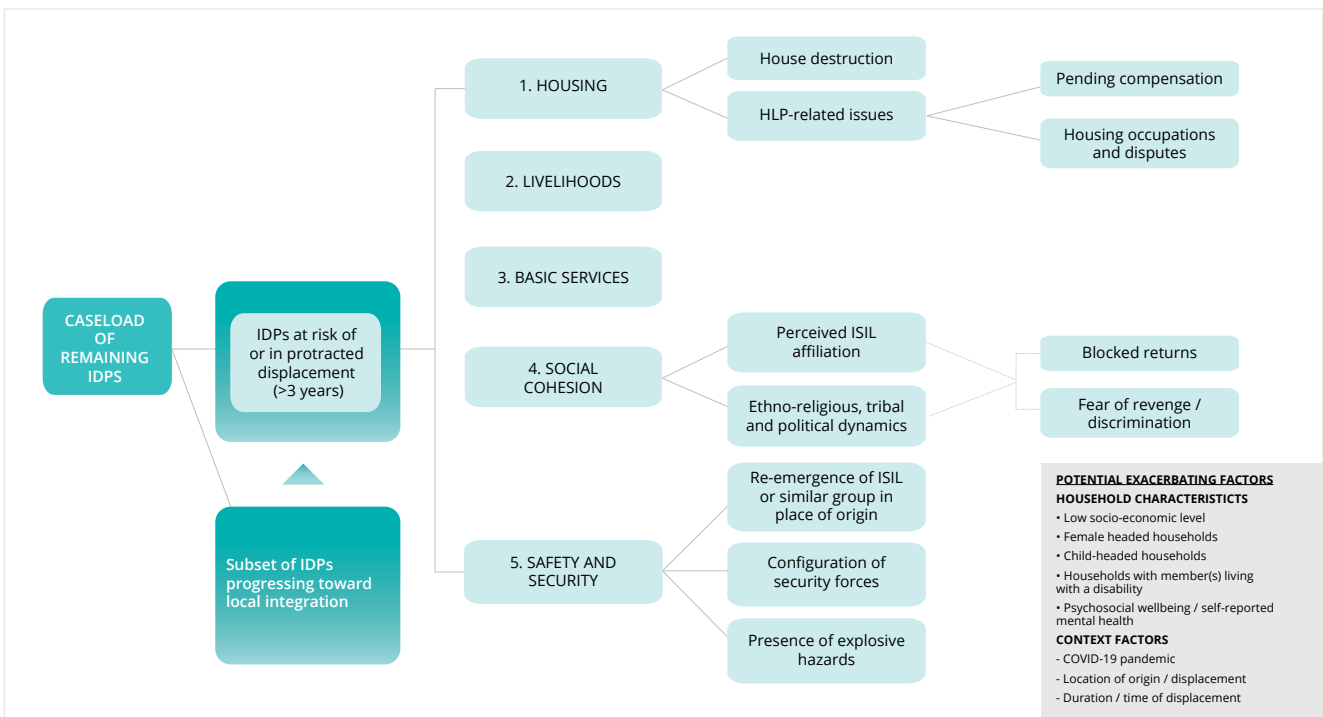 CASELOAD
OF
REMAINING
IDPS
IDPs at risk of
or in protracted
displacement
(>3 years)
Subset of IDPs
progressing toward
local integration
1. HOUSING
House destruction
HLP-related issues
Pending compensation
Housing occupations
and disputes
2. LIVELIHOODS
3. BASIC SERVICES
4. SOCIAL
COHESION
Perceived ISIL
affiliation
Ethno-religious, tribal
and political dynamics
Blocked returns
Fear of revenge /
discrimination
5. SAFETY AND
SECURITY
Re-emergence of ISIL
or similar group in
place of origin
Configuration of
security forces
Presence of explosive
hazards
POTENTIAL EXACERBATING FACTORS
HOUSEHOLD CHARACTERISTICTS
• Low socio-economic level
• Female headed households
• Child-headed households
• Households with member(s) living
with a disability
• Psychosocial wellbeing / self-reported
mental health
CONTEXT FACTORS
- COVID-19 pandemic
- Location of origin / displacement
- Duration / time of displacement